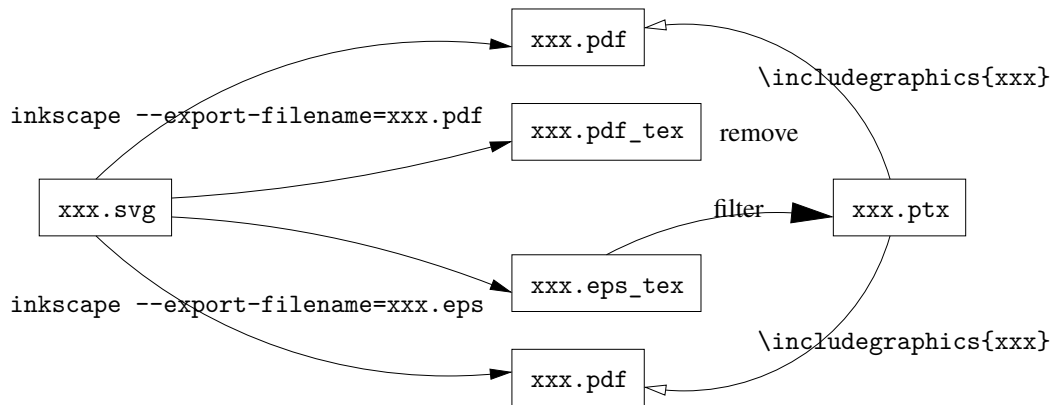 xxx.pdf
\includegraphics{xxx}
inkscape --export-filename=xxx.pdf
xxx.pdf_tex
remove
xxx.svg
filter
xxx.ptx
xxx.eps_tex
inkscape --export-filename=xxx.eps
\includegraphics{xxx}
xxx.pdf